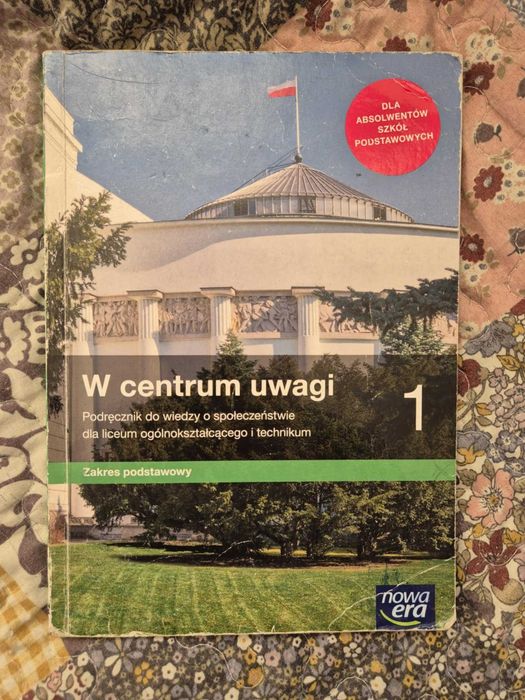 DLA
ABSOLWENTÓW
SZKÓŁ
PODSTAWOWYCH
W centrum uwagi
1
Podręcznik do wiedzy o społeczeństwie
dla liceum ogólnokształcącego i technikum
Zakres podstawowy
nowa
era